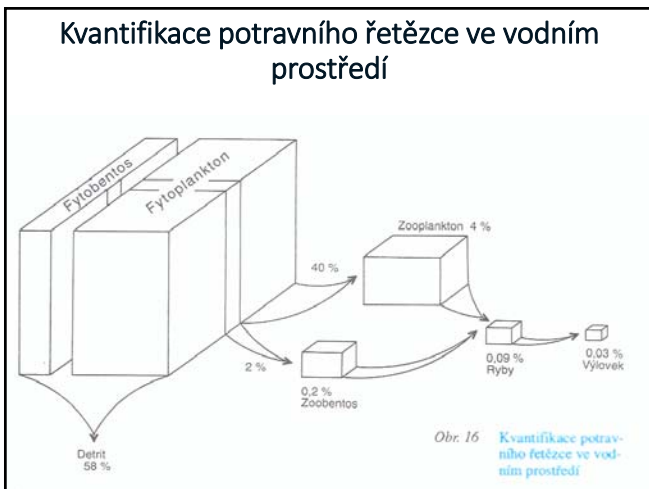 Kvantifikace potravního řetězce ve vodním
prostředí
Fytobentos
Fytoplankton
Zooplankton 4 %
40 %
2 %
0,2 %
Zoobentos
0,09 %
Ryby
0,03 %
Výlovek
Detrit
58 %
Obr. 16 Kvantifikace potrav-
ního řetězce ve vod-
ním prostředí